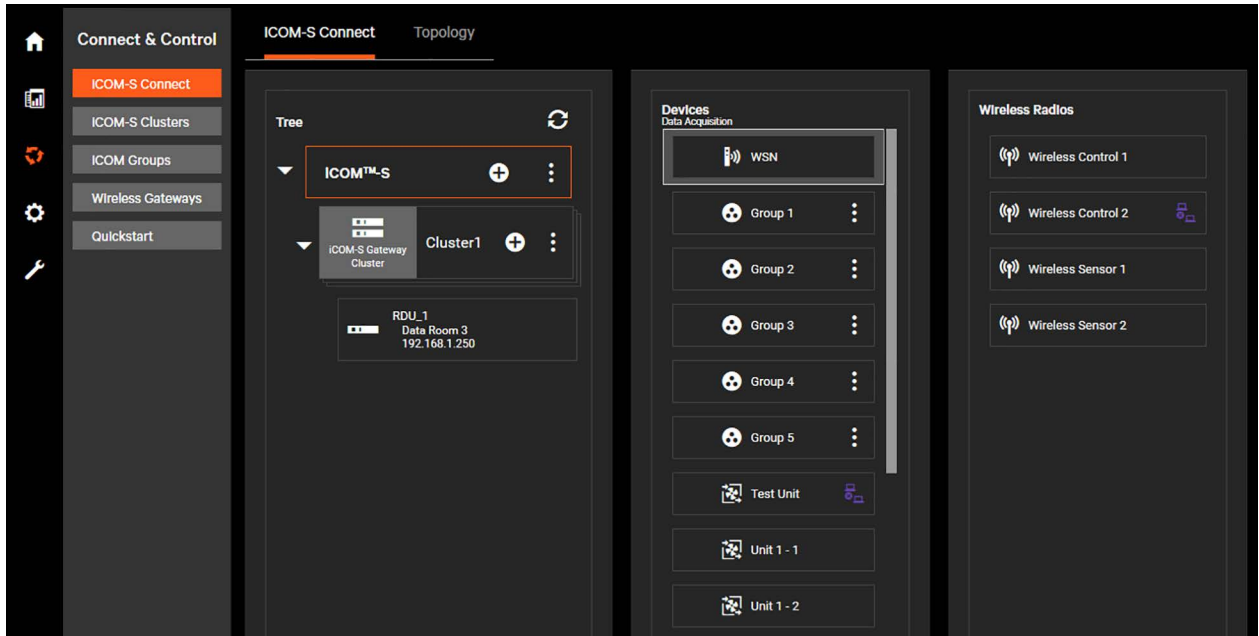 Connect & Control
ICOM-S Connect
ICOM-S Clusters
ICOM Groups
Wireless Gateways
Quickstart
ICOM-S Connect
Topology
Tree
ICOM™-S
iCOM-S Gateway
Cluster
Cluster1
RDU_1
Data Room 3
192.168.1.250
Devices
Data Acquisition
WSN
Group 1
Group 2
Group 3
Group 4
Group 5
Test Unit
Unit 1 - 1
Unit 1 - 2
Wireless Radios
Wireless Control 1
Wireless Control 2
Wireless Sensor 1
Wireless Sensor 2